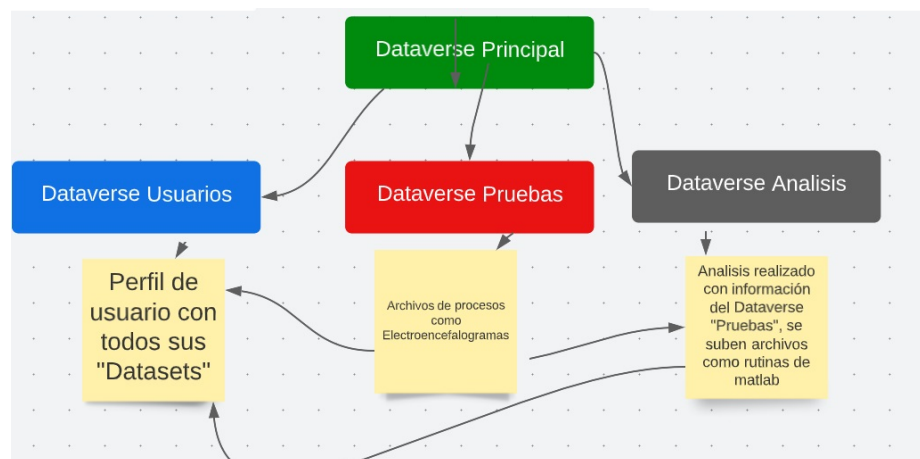 Dataverse Principal
Dataverse Usuarios
Dataverse Pruebas
Dataverse Analisis
Perfil de
usuario con
todos sus
"Datasets"
Archivos de procesos
como
Electroencefalogramas
Analisis realizado
con información
del Dataverse
"Pruebas", se
suben archivos
como rutinas de
matlab